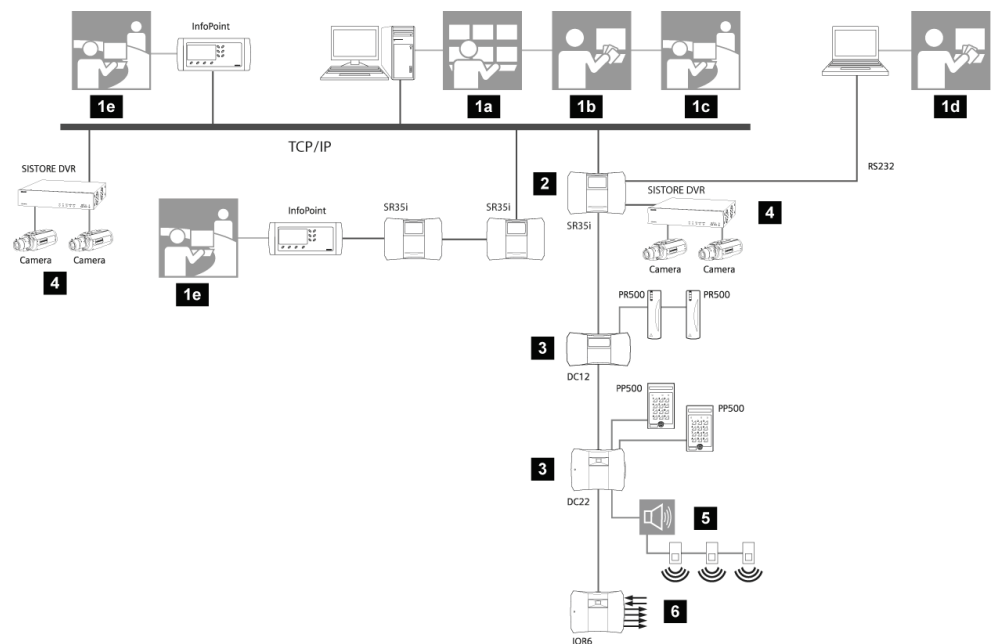 InfoPoint
1e
1a
1b
1c
1d
TCP/IP
RS232
SISTORE DVR
2
SISTORE DVR
SR35i
4
InfoPoint
SR35i
SR35i
Camera
Camera
4
1e
Camera
Camera
PR500
PR500
3
DC12
PP500
PP500
3
DC22
5
6
IOR6